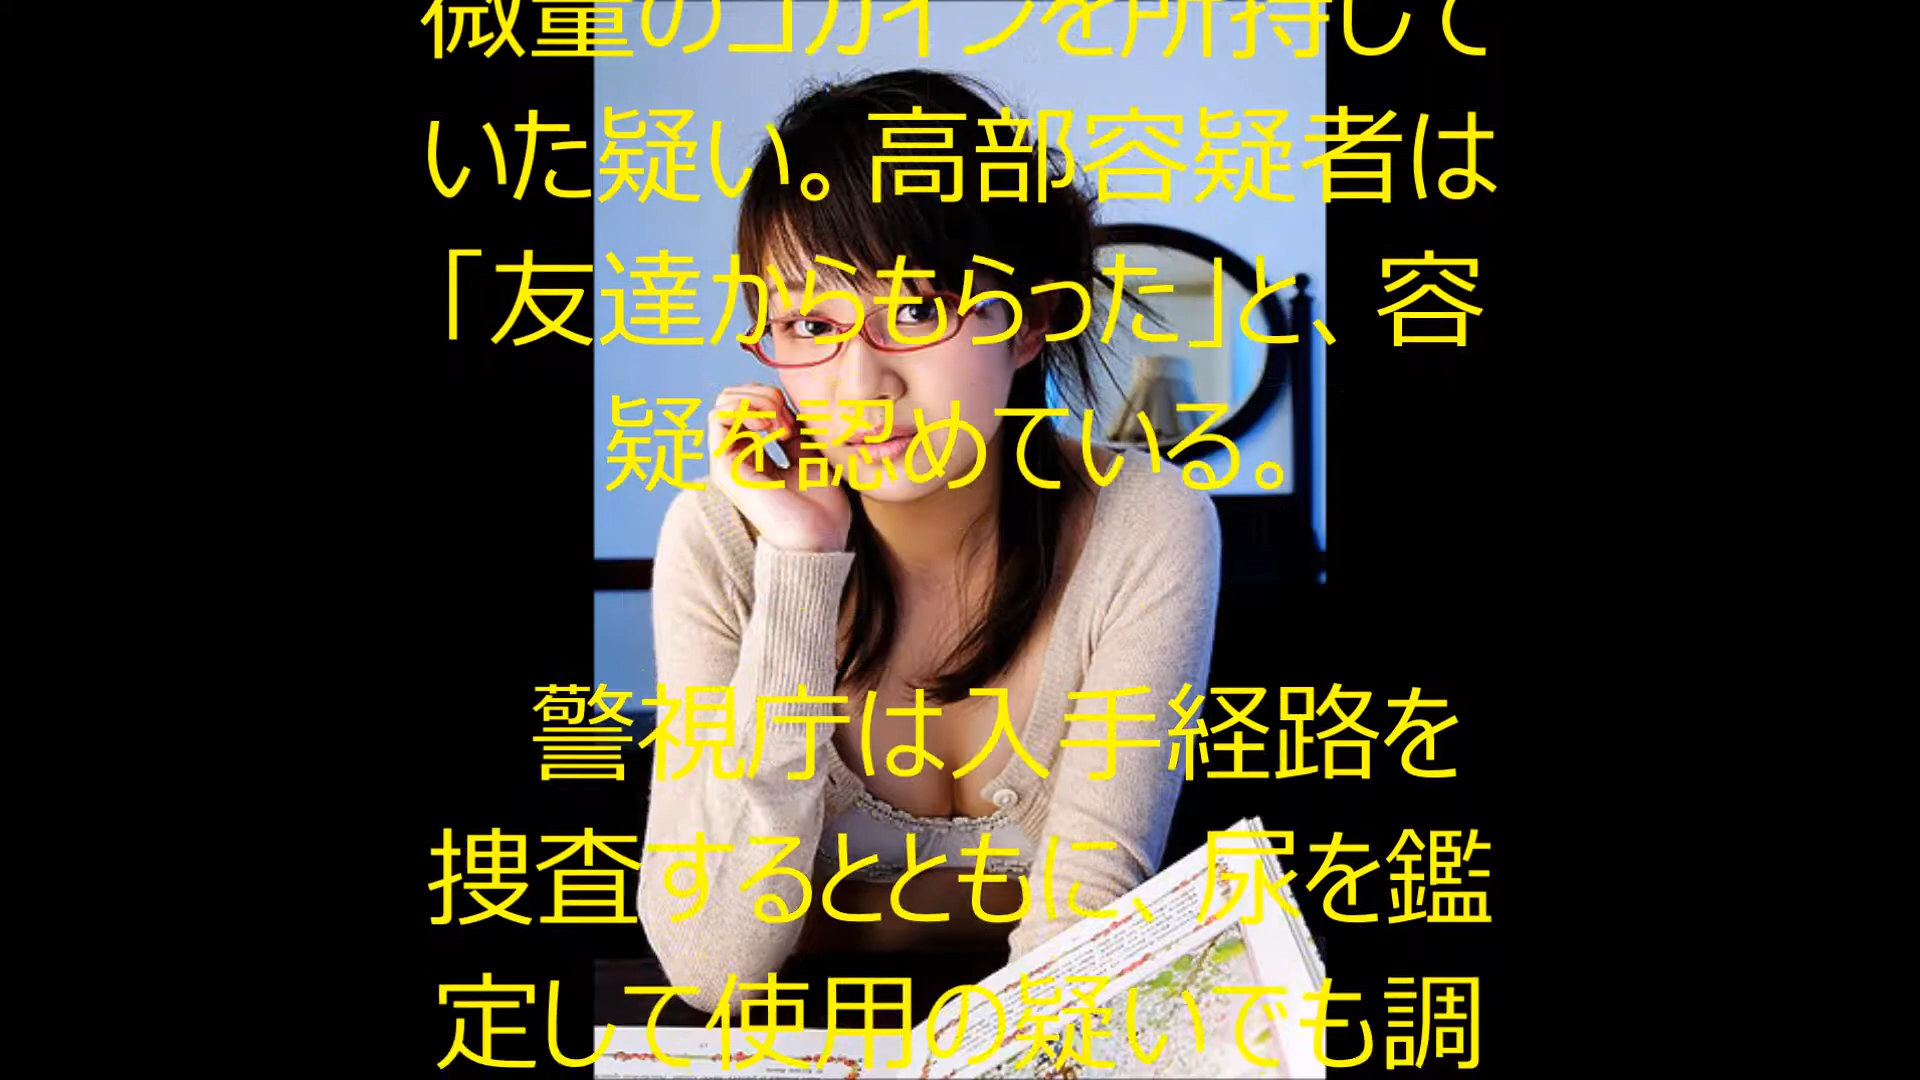 微量のコカインを所持して
いた疑い。高部容疑者は
「友達からもらった」と、容
疑を認めている。
警視庁は入手経路を
捜査するとともに、尿を鑑
定して使用の疑いでも調